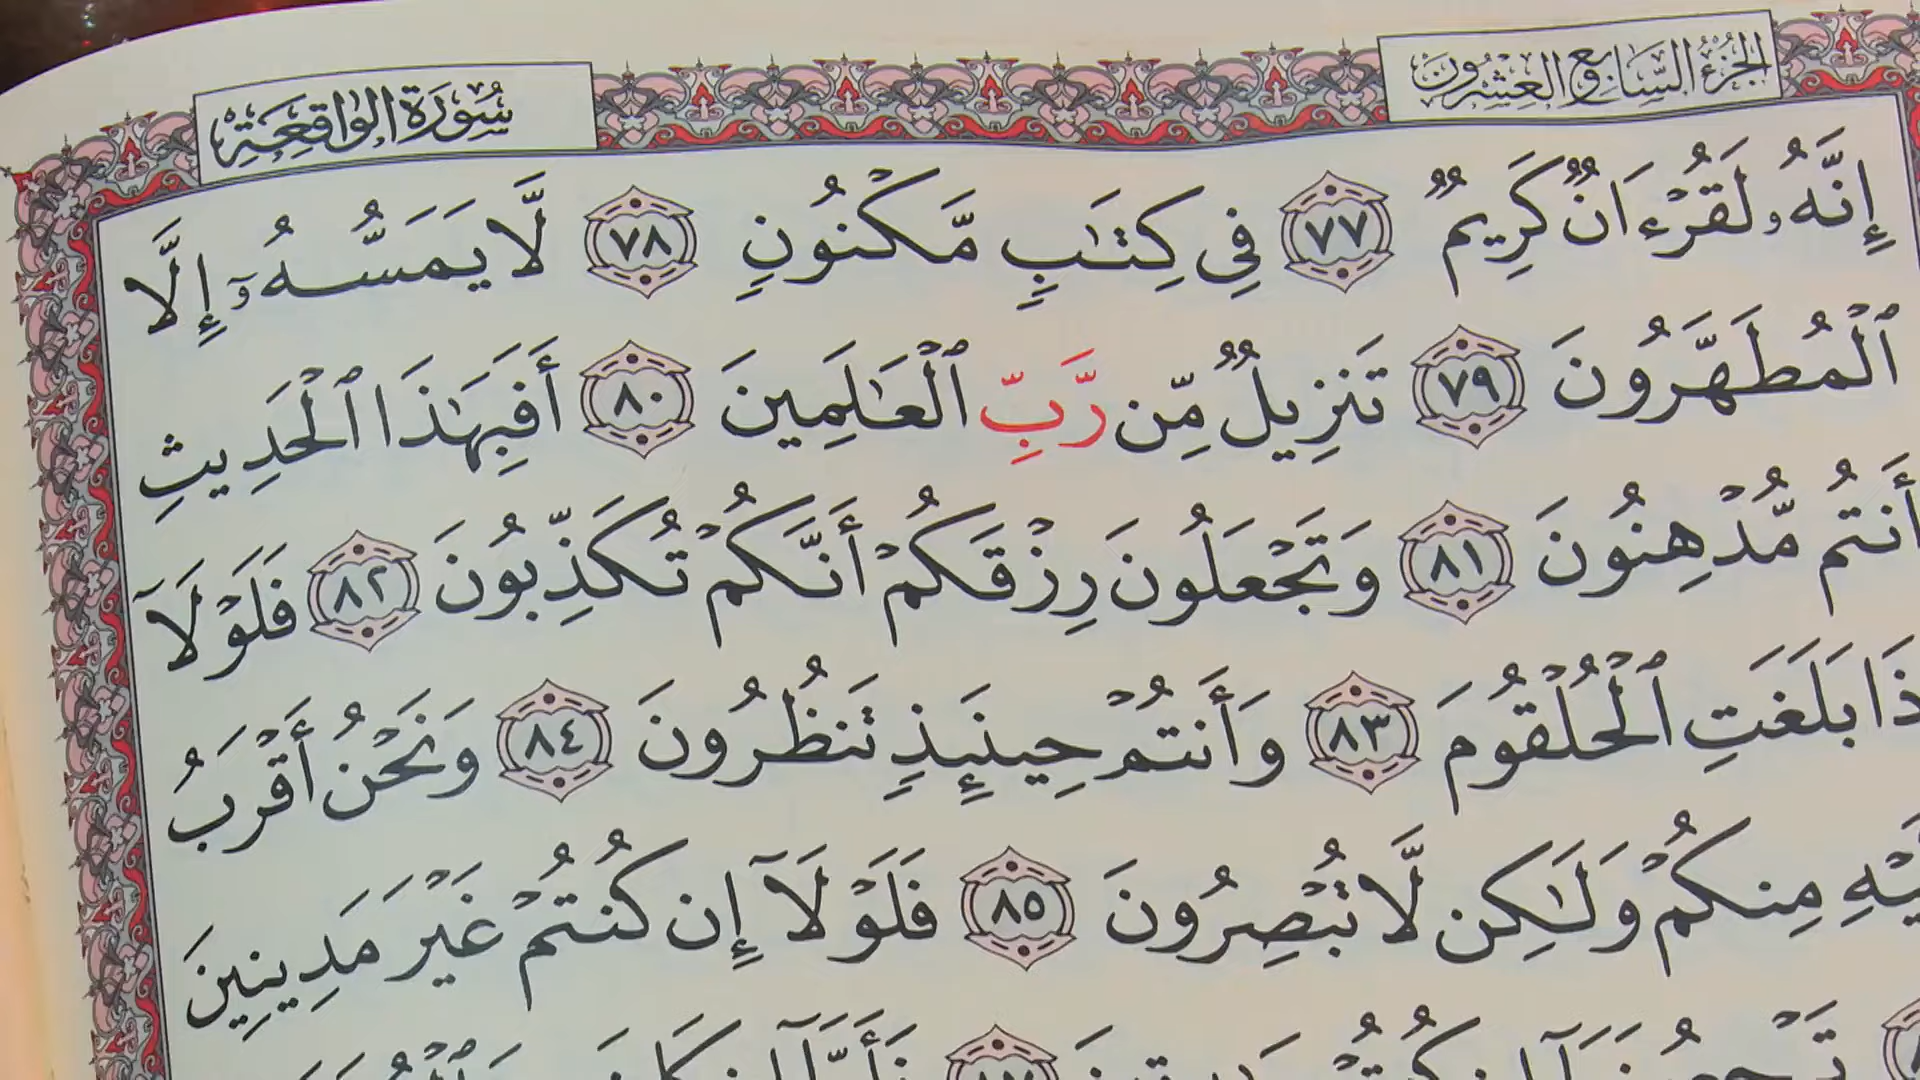 الجزء السابع والعشرون
سورة الواقعة
إِنَّهُۥ لَقُرْءَانٌ كَرِيمٌ ٧٧ فِى كِتَٰبٍ مَّكْنُونٍ ٧٨ لَّا يَمَسُّهُۥٓ إِلَّا
ٱلْمُطَهَّرُونَ ٧٩ تَنزِيلٌ مِّن رَّبِّ ٱلْعَٰلَمِينَ ٨٠ أَفَبِهَٰذَا ٱلْحَدِيثِ
أَنتُم مُّدْهِنُونَ ٨١ وَتَجْعَلُونَ رِزْقَكُمْ أَنَّكُمْ تُكَذِّبُونَ ٨٢ فَلَوْلَآ
ذَا بَلَغَتِ ٱلْحُلْقُومَ ٨٣ وَأَنتُمْ حِينَئِذٍ تَنظُرُونَ ٨٤ وَنَحْنُ أَقْرَبُ
يْهِ مِنكُمْ وَلَٰكِن لَّا تُبْصِرُونَ ٨٥ فَلَوْلَآ إِن كُنتُمْ غَيْرَ مَدِينِينَ